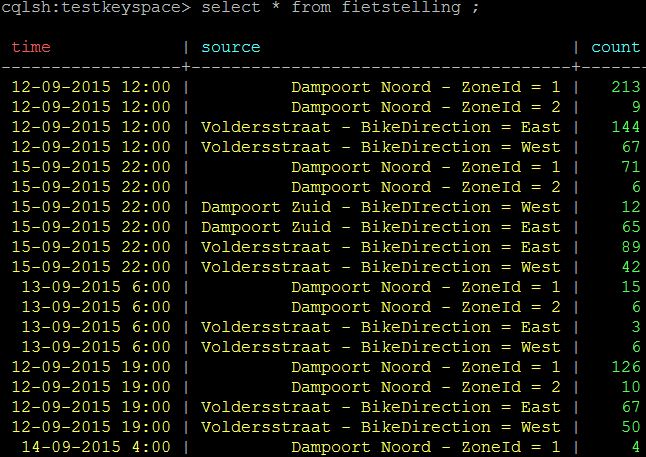 cqlsh:testkeyspace> select * from fietstelling ;
time | source | count
------------------+--------------------------------------+-------
12-09-2015 12:00 | Dampoort Noord - ZoneId = 1 | 213
12-09-2015 12:00 | Dampoort Noord - ZoneId = 2 | 9
12-09-2015 12:00 | Voldersstraat - BikeDirection = East | 144
12-09-2015 12:00 | Voldersstraat - BikeDirection = West | 67
15-09-2015 22:00 | Dampoort Noord - ZoneId = 1 | 71
15-09-2015 22:00 | Dampoort Noord - ZoneId = 2 | 6
15-09-2015 22:00 | Dampoort Zuid - BikeDIrection = West | 12
15-09-2015 22:00 | Dampoort Zuid - BikeDirection = East | 65
15-09-2015 22:00 | Voldersstraat - BikeDirection = East | 89
15-09-2015 22:00 | Voldersstraat - BikeDirection = West | 42
13-09-2015 6:00 | Dampoort Noord - ZoneId = 1 | 15
13-09-2015 6:00 | Dampoort Noord - ZoneId = 2 | 6
13-09-2015 6:00 | Voldersstraat - BikeDirection = East | 3
13-09-2015 6:00 | Voldersstraat - BikeDirection = West | 6
12-09-2015 19:00 | Dampoort Noord - ZoneId = 1 | 126
12-09-2015 19:00 | Dampoort Noord - ZoneId = 2 | 10
12-09-2015 19:00 | Voldersstraat - BikeDirection = East | 67
12-09-2015 19:00 | Voldersstraat - BikeDirection = West | 50
14-09-2015 4:00 | Dampoort Noord - ZoneId = 1 | 4